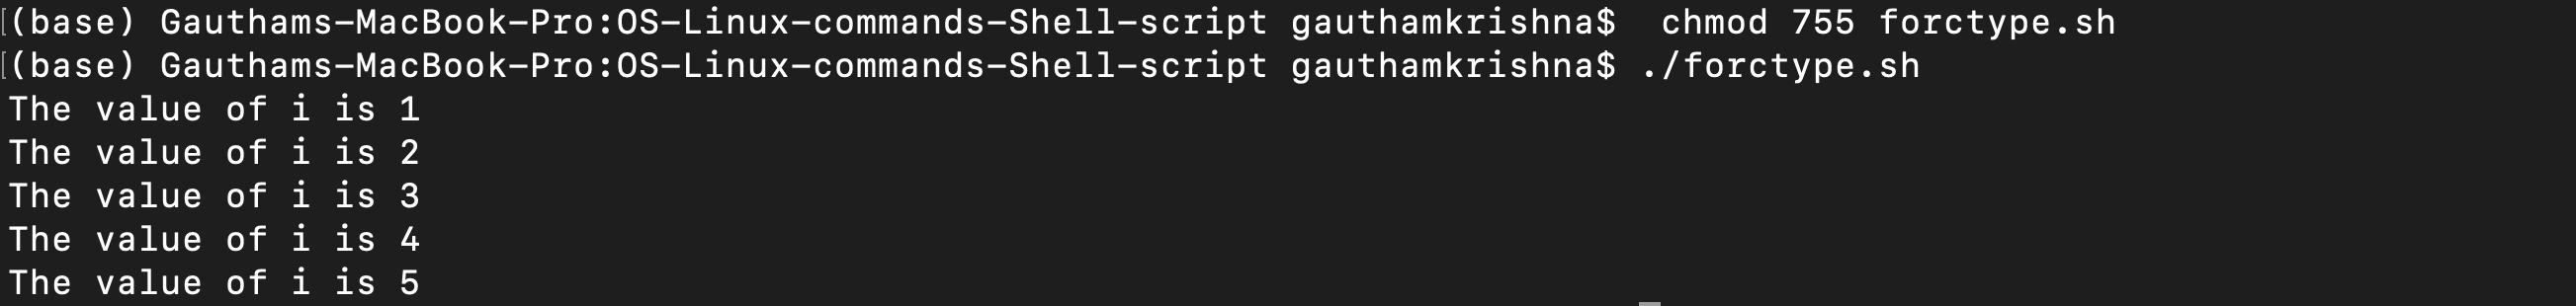 [(base) Gauthams-MacBook-Pro:OS-Linux-commands-Shell-script gauthamkrishna$  chmod 755 forctype.sh
[(base) Gauthams-MacBook-Pro:OS-Linux-commands-Shell-script gauthamkrishna$ ./forctype.sh
The value of i is 1
The value of i is 2
The value of i is 3
The value of i is 4
The value of i is 5